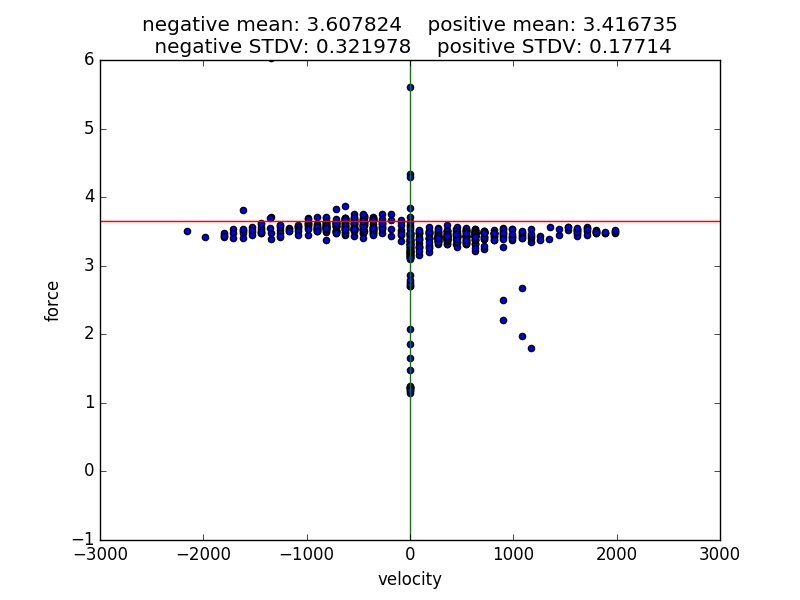 negative mean: 3.607824 positive mean: 3.416735
negative STDV: 0.321978 positive STDV: 0.17714
6
5
4
3
2
1
0
−1
−3000 −2000 −1000 0 1000 2000 3000
force
velocity